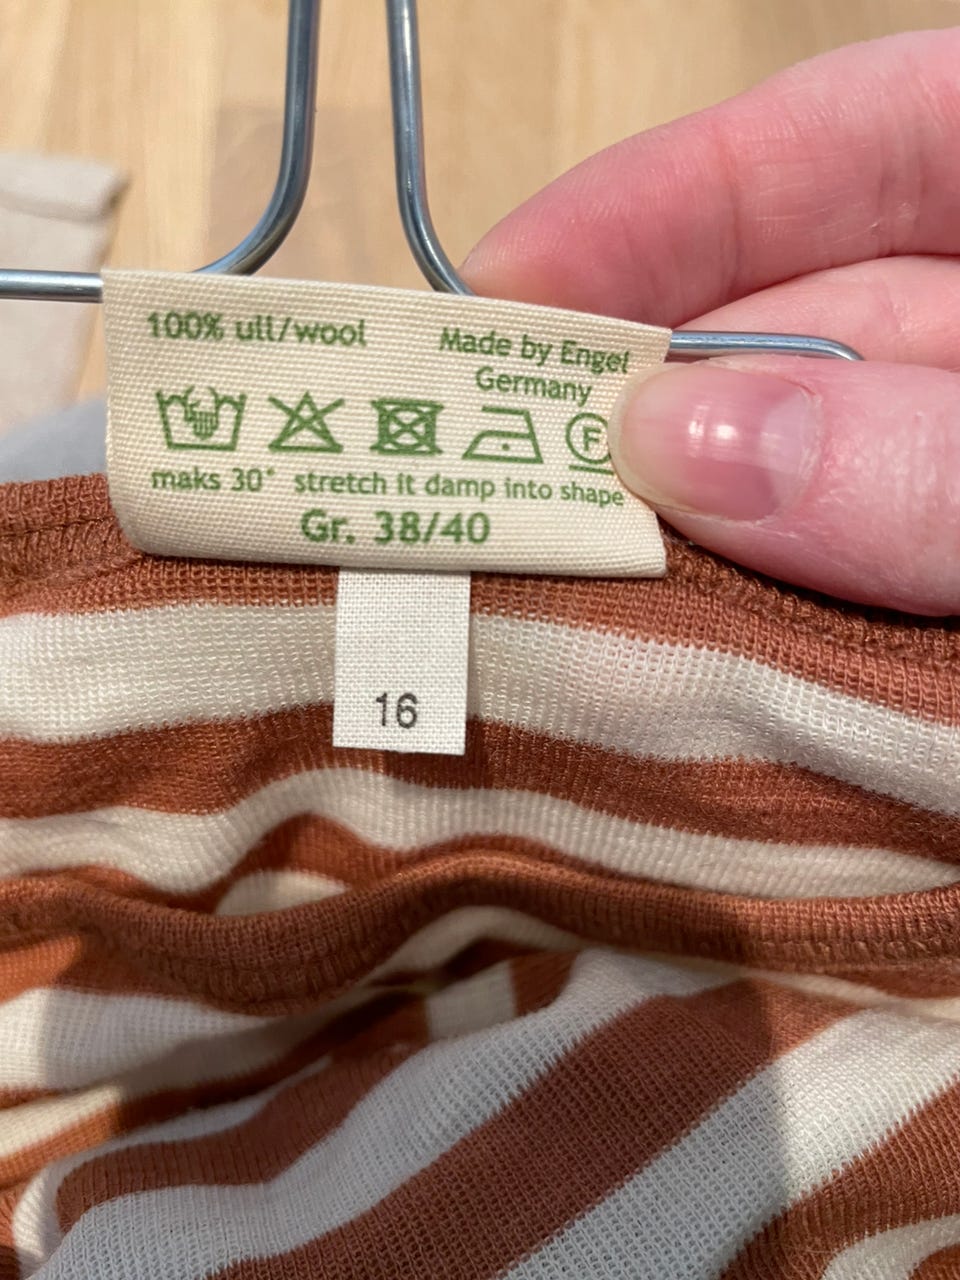 100% ull/wool
Made by Engel
Germany
F
maks 30° stretch it damp into shape
Gr. 38/40
16